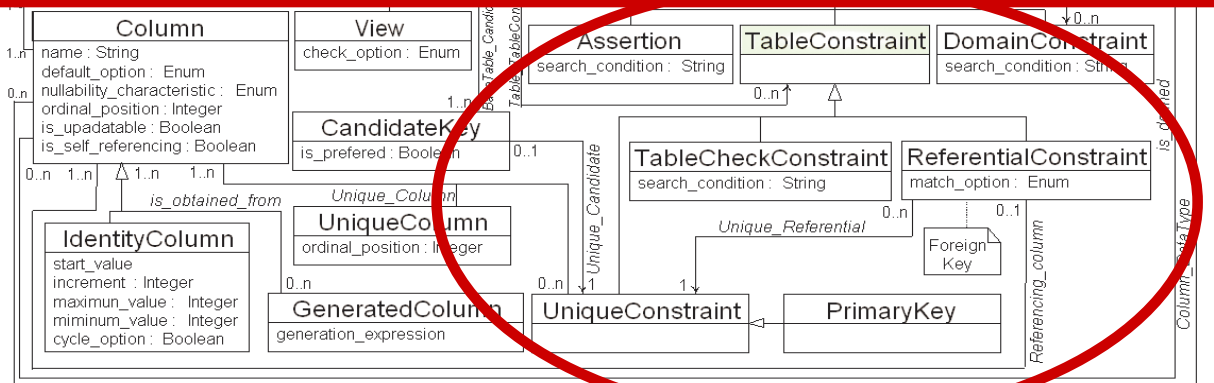 Column
name : String
default_option : Enum
nullability_characteristic : Enum
ordinal_position : Integer
is_upadatable : Boolean
is_self_referencing : Boolean
View
check_option : Enum
Assertion
search_condition : String
TableConstraint
DomainConstraint
search_condition : String
0..n
1..n
0..n
1..n
0..n
CandidateKey
is_prefered : Boolean
0..1
TableCheckConstraint
search_condition : String
ReferentialConstraint
match_option : Enum
is_defined
0..n
1..n
1..n
1..n
is_obtained_from
Unique_Column
Unique_Candidate
0..n
0..1
Unique_Referential
UniqueColumn
ordinal_position : Integer
Foreign
Key
Referencing_column
Column_DataType
IdentityColumn
start_value
increment : Integer
maximun_value : Integer
miminum_value : Integer
cycle_option : Boolean
0..n
0..n
1
1
GeneratedColumn
generation_expression
UniqueConstraint
PrimaryKey